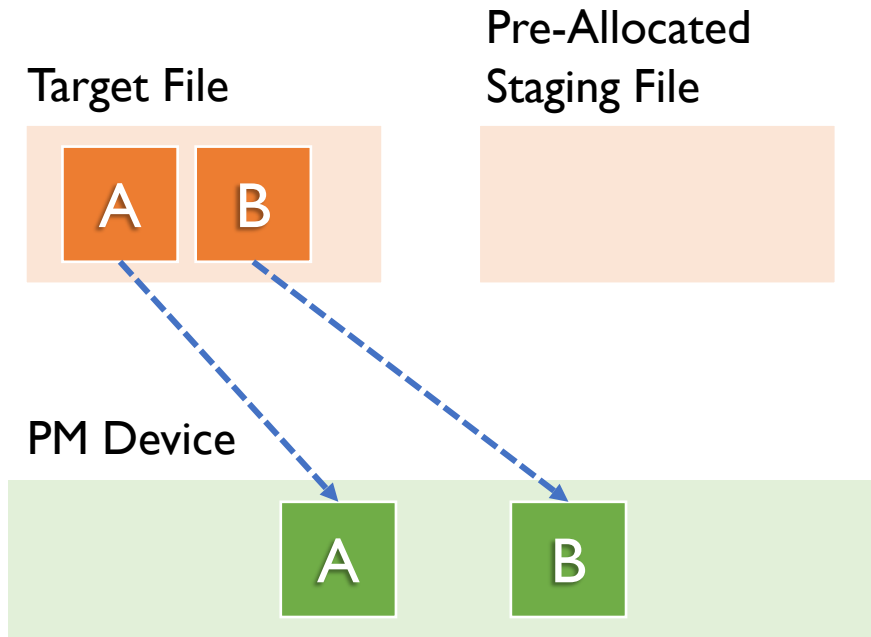 Target File
Pre-Allocated
Staging File
A B
PM Device
A B